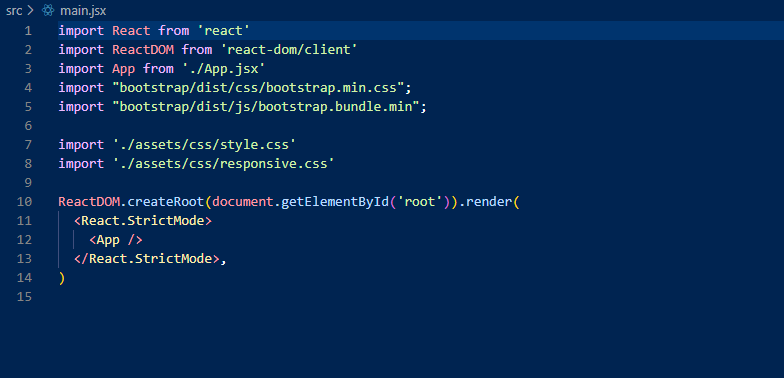 src > main.jsx
1 import React from 'react'
2 import ReactDOM from 'react-dom/client'
3 import App from './App.jsx'
4 import "bootstrap/dist/css/bootstrap.min.css";
5 import "bootstrap/dist/js/bootstrap.bundle.min";
6
7 import './assets/css/style.css'
8 import './assets/css/responsive.css'
9
10 ReactDOM.createRoot(document.getElementById('root')).render(
11   <React.StrictMode>
12     <App />
13   </React.StrictMode>,
14 )
15